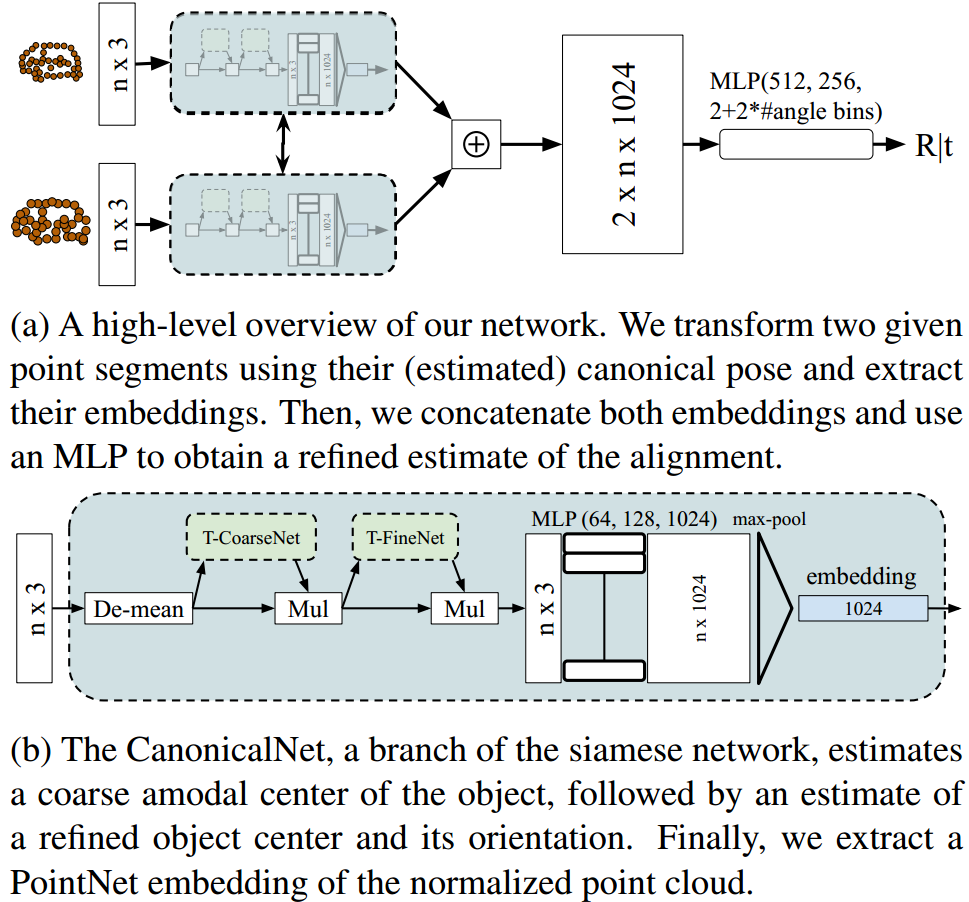 n x 3
n x 3
n x 1024
n x 3
n x 3
n x 1024
⊕
2 x n x 1024
MLP(512, 256,
2+2*#angle bins)
R|t
(a) A high-level overview of our network. We transform two given
point segments using their (estimated) canonical pose and extract
their embeddings. Then, we concatenate both embeddings and use
an MLP to obtain a refined estimate of the alignment.
n x 3
De-mean
T-CoarseNet
Mul
T-FineNet
Mul
n x 3
MLP (64, 128, 1024)
n x 1024
max-pool
embedding
1024
(b) The CanonicalNet, a branch of the siamese network, estimates
a coarse amodal center of the object, followed by an estimate of
a refined object center and its orientation. Finally, we extract a
PointNet embedding of the normalized point cloud.